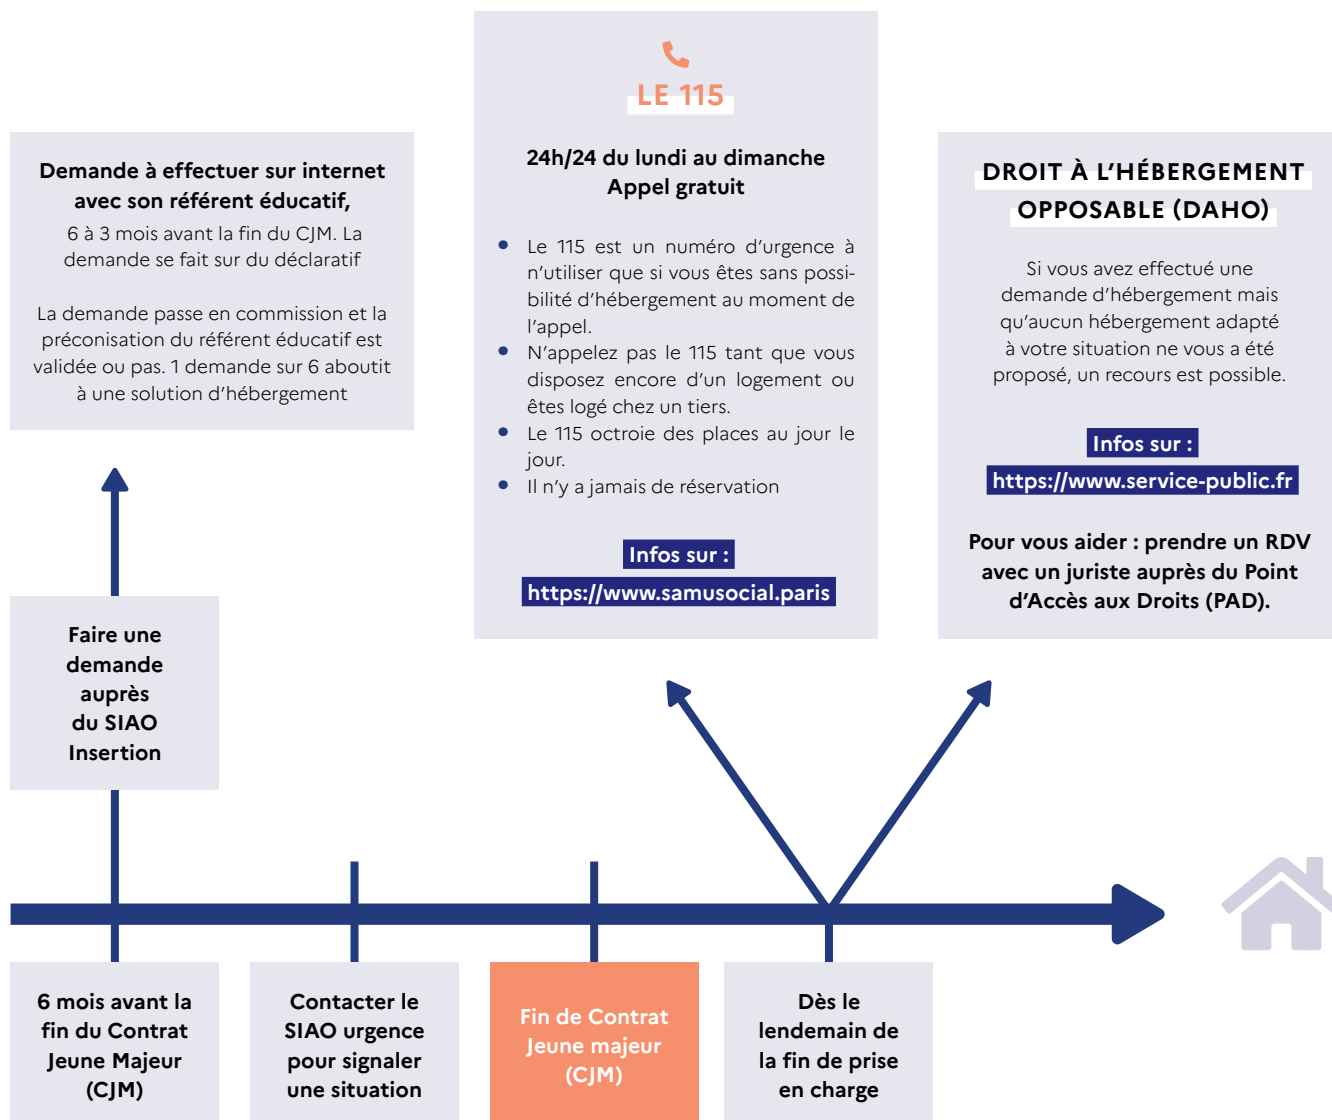 Demande à effectuer sur internet
avec son référent éducatif,
6 à 3 mois avant la fin du CJM. La
demande se fait sur du déclaratif
La demande passe en commission et la
préconisation du référent éducatif est
validée ou pas. 1 demande sur 6 aboutit
à une solution d’hébergement
LE 115
24h/24 du lundi au dimanche
Appel gratuit
• Le 115 est un numéro d’urgence à
n’utiliser que si vous êtes sans possi-
bilité d’hébergement au moment de
l’appel.
• N’appelez pas le 115 tant que vous
disposez encore d’un logement ou
êtes logé chez un tiers.
• Le 115 octroie des places au jour le
jour.
• Il n’y a jamais de réservation
Infos sur :
https://www.samusocial.paris
DROIT À L’HÉBERGEMENT
OPPOSABLE (DAHO)
Si vous avez effectué une
demande d’hébergement mais
qu’aucun hébergement adapté
à votre situation ne vous a été
proposé, un recours est possible.
Infos sur :
https://www.service-public.fr
Pour vous aider : prendre un RDV
avec un juriste auprès du Point
d’Accès aux Droits (PAD).
Faire une
demande
auprès
du SIAO
Insertion
6 mois avant la
fin du Contrat
Jeune Majeur
(CJM)
Contacter le
SIAO urgence
pour signaler
une situation
Fin de Contrat
Jeune majeur
(CJM)
Dès le
lendemain de
la fin de prise
en charge